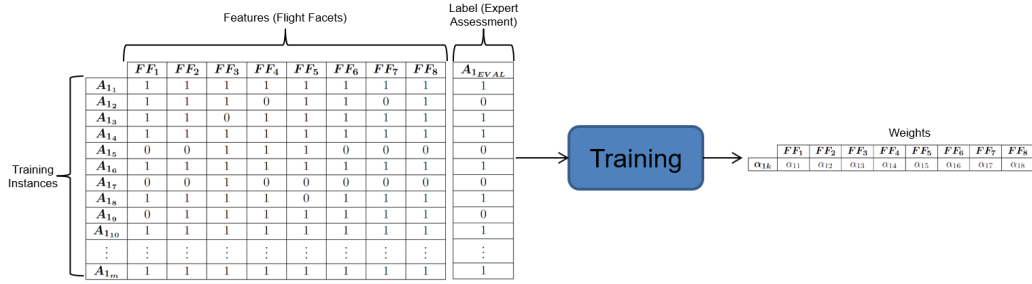 Features (Flight Facets)
Label (Expert
Assessment)
FF₁ FF₂ FF₃ FF₄ FF₅ FF₆ FF₇ FF₈ A₁_EVAL
A₁₁ 1 1 1 1 1 1 1 1 1
A₁₂ 1 1 1 0 1 1 0 1 0
A₁₃ 1 1 0 1 1 1 1 1 1
A₁₄ 1 1 1 1 1 1 1 1 1
A₁₅ 0 0 1 1 1 0 0 0 0
A₁₆ 1 1 1 1 1 1 1 1 1
A₁₇ 0 0 1 0 0 0 0 0 0
A₁₈ 1 1 1 1 0 1 1 1 1
A₁₉ 0 1 1 1 1 1 1 1 0
A₁₁₀ 1 1 1 1 1 1 1 1 1
⋮ ⋮ ⋮ ⋮ ⋮ ⋮ ⋮ ⋮ ⋮ ⋮
A₁ₘ 1 1 1 1 1 1 1 1 1
Training
Instances
Training
Weights
FF₁ FF₂ FF₃ FF₄ FF₅ FF₆ FF₇ FF₈
α₁ₖ α₁₁ α₁₂ α₁₃ α₁₄ α₁₅ α₁₆ α₁₇ α₁₈